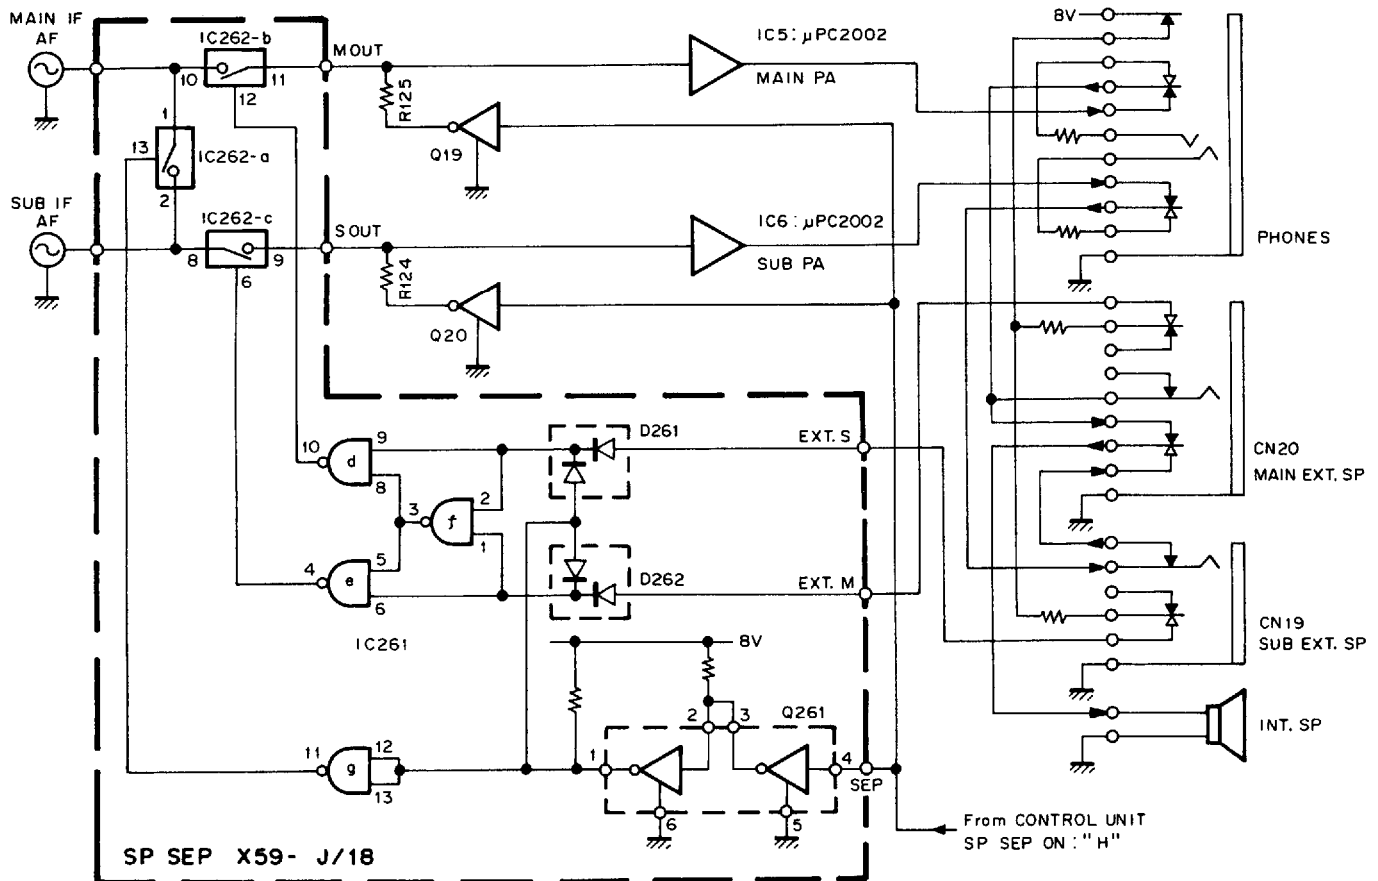 MAIN IF
AF
IC262-b
10
11
12
M OUT
R125
Q19
IC5 : μPC2002
MAIN PA
8V
1
13
IC262-a
2
SUB IF
AF
IC262-c
8
9
6
S OUT
R124
Q20
IC6 : μPC2002
SUB PA
PHONES
CN20
MAIN EXT. SP
CN19
SUB EXT. SP
INT. SP
10
d
9
8
D261
EXT. S
3
f
2
1
4
e
5
6
D262
EXT. M
IC261
8V
2
3
Q261
11
g
12
13
1
4
SEP
6
5
From CONTROL UNIT
SP SEP ON : "H"
SP SEP X59- J/18